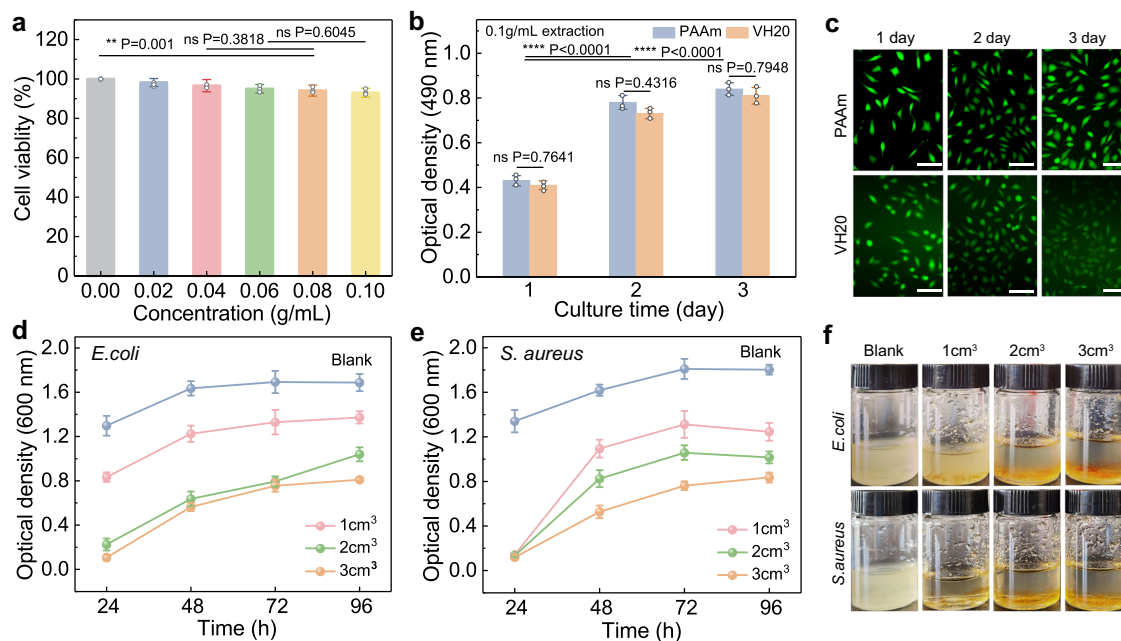 a
Cell viablity (%)
120
100
80
60
40
20
0
** P=0.001
ns P=0.3818
ns P=0.6045
0.00 0.02 0.04 0.06 0.08 0.10
Concentration (g/mL)
b
Optical density (490 nm)
1.0
0.8
0.6
0.4
0.2
0.0
0.1g/mL extraction
PAAm VH20
**** P<0.0001
**** P<0.0001
ns P=0.7641
ns P=0.4316
ns P=0.7948
1 2 3
Culture time (day)
c
1 day 2 day 3 day
PAAm
VH20
d
E.coli
Blank
Optical density (600 nm)
2.0
1.6
1.2
0.8
0.4
0.0
1cm³
2cm³
3cm³
24 48 72 96
Time (h)
e
S. aureus
Blank
Optical density (600 nm)
2.0
1.6
1.2
0.8
0.4
0.0
1cm³
2cm³
3cm³
24 48 72 96
Time (h)
f
Blank 1cm³ 2cm³ 3cm³
E.coli
S.aureus